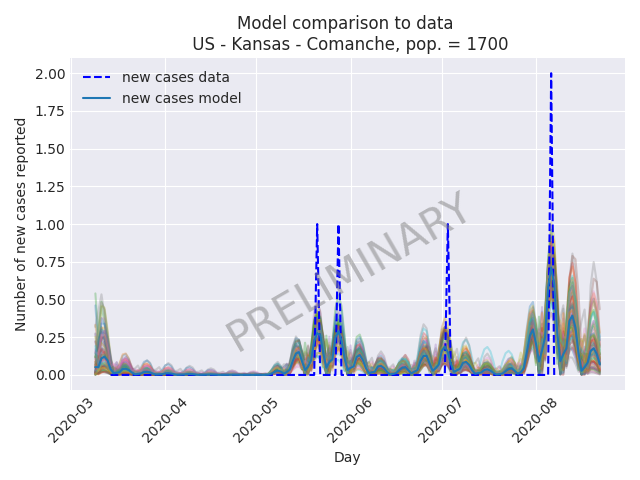 Model comparison to data
US - Kansas - Comanche, pop. = 1700
new cases data
new cases model
Number of new cases reported
2.00
1.75
1.50
1.25
1.00
0.75
0.50
0.25
0.00
PRELIMINARY
2020-03
2020-04
2020-05
2020-06
2020-07
2020-08
Day